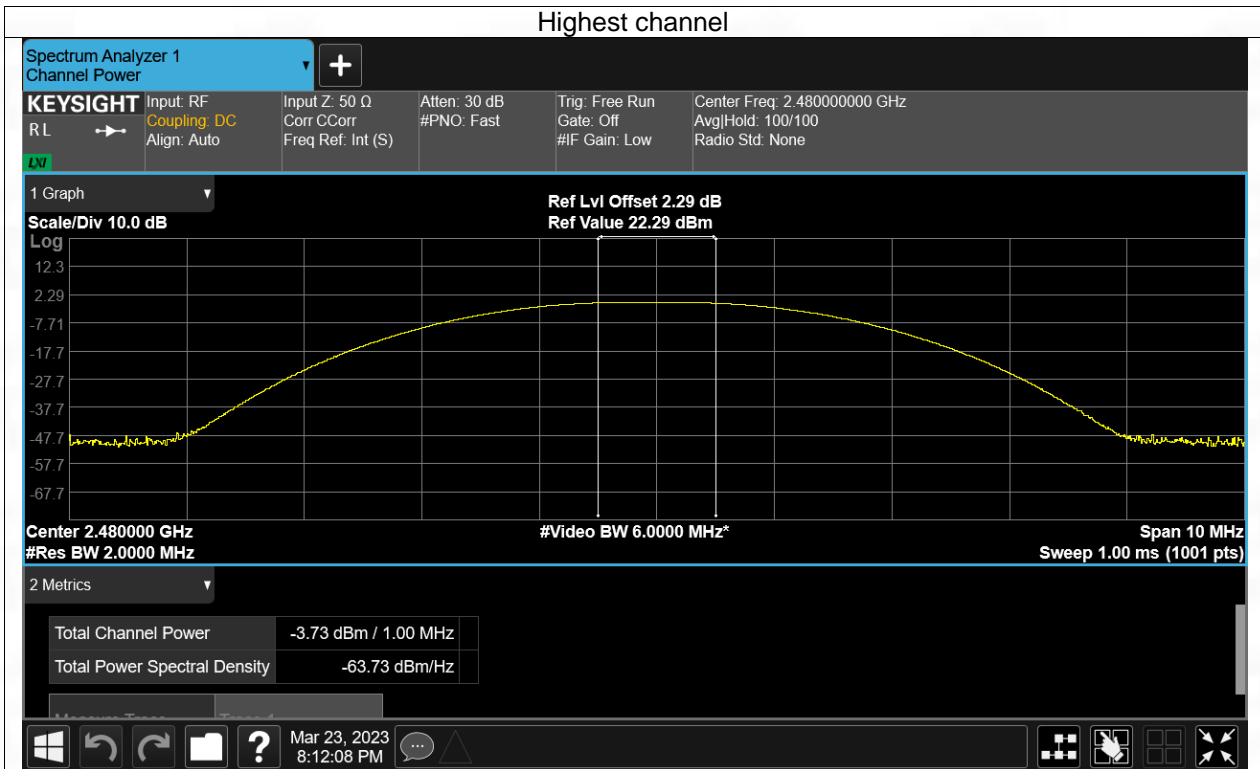 Highest channel
Spectrum Analyzer 1
Channel Power
KEYSIGHT
R L
LXI
Input: RF
Coupling: DC
Align: Auto
Input Z: 50 Ω
Corr CCorr
Freq Ref: Int (S)
Atten: 30 dB
#PNO: Fast
Trig: Free Run
Gate: Off
#IF Gain: Low
Center Freq: 2.480000000 GHz
Avg|Hold: 100/100
Radio Std: None
1 Graph
Scale/Div 10.0 dB
Ref Lvl Offset 2.29 dB
Ref Value 22.29 dBm
Log
12.3
2.29
-7.71
-17.7
-27.7
-37.7
-47.7
-57.7
-67.7
Center 2.480000 GHz
#Res BW 2.0000 MHz
#Video BW 6.0000 MHz*
Span 10 MHz
Sweep 1.00 ms (1001 pts)
2 Metrics
Total Channel Power -3.73 dBm / 1.00 MHz
Total Power Spectral Density -63.73 dBm/Hz
?
Mar 23, 2023
8:12:08 PM